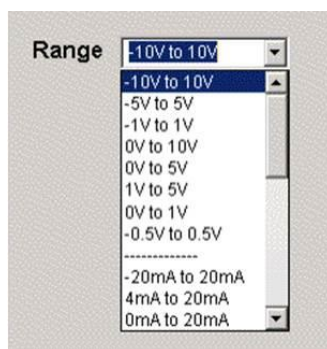 Range -10V to 10V
-10V to 10V
-5V to 5V
-1V to 1V
0V to 10V
0V to 5V
1V to 5V
0V to 1V
-0.5V to 0.5V
-------------
-20mA to 20mA
4mA to 20mA
0mA to 20mA